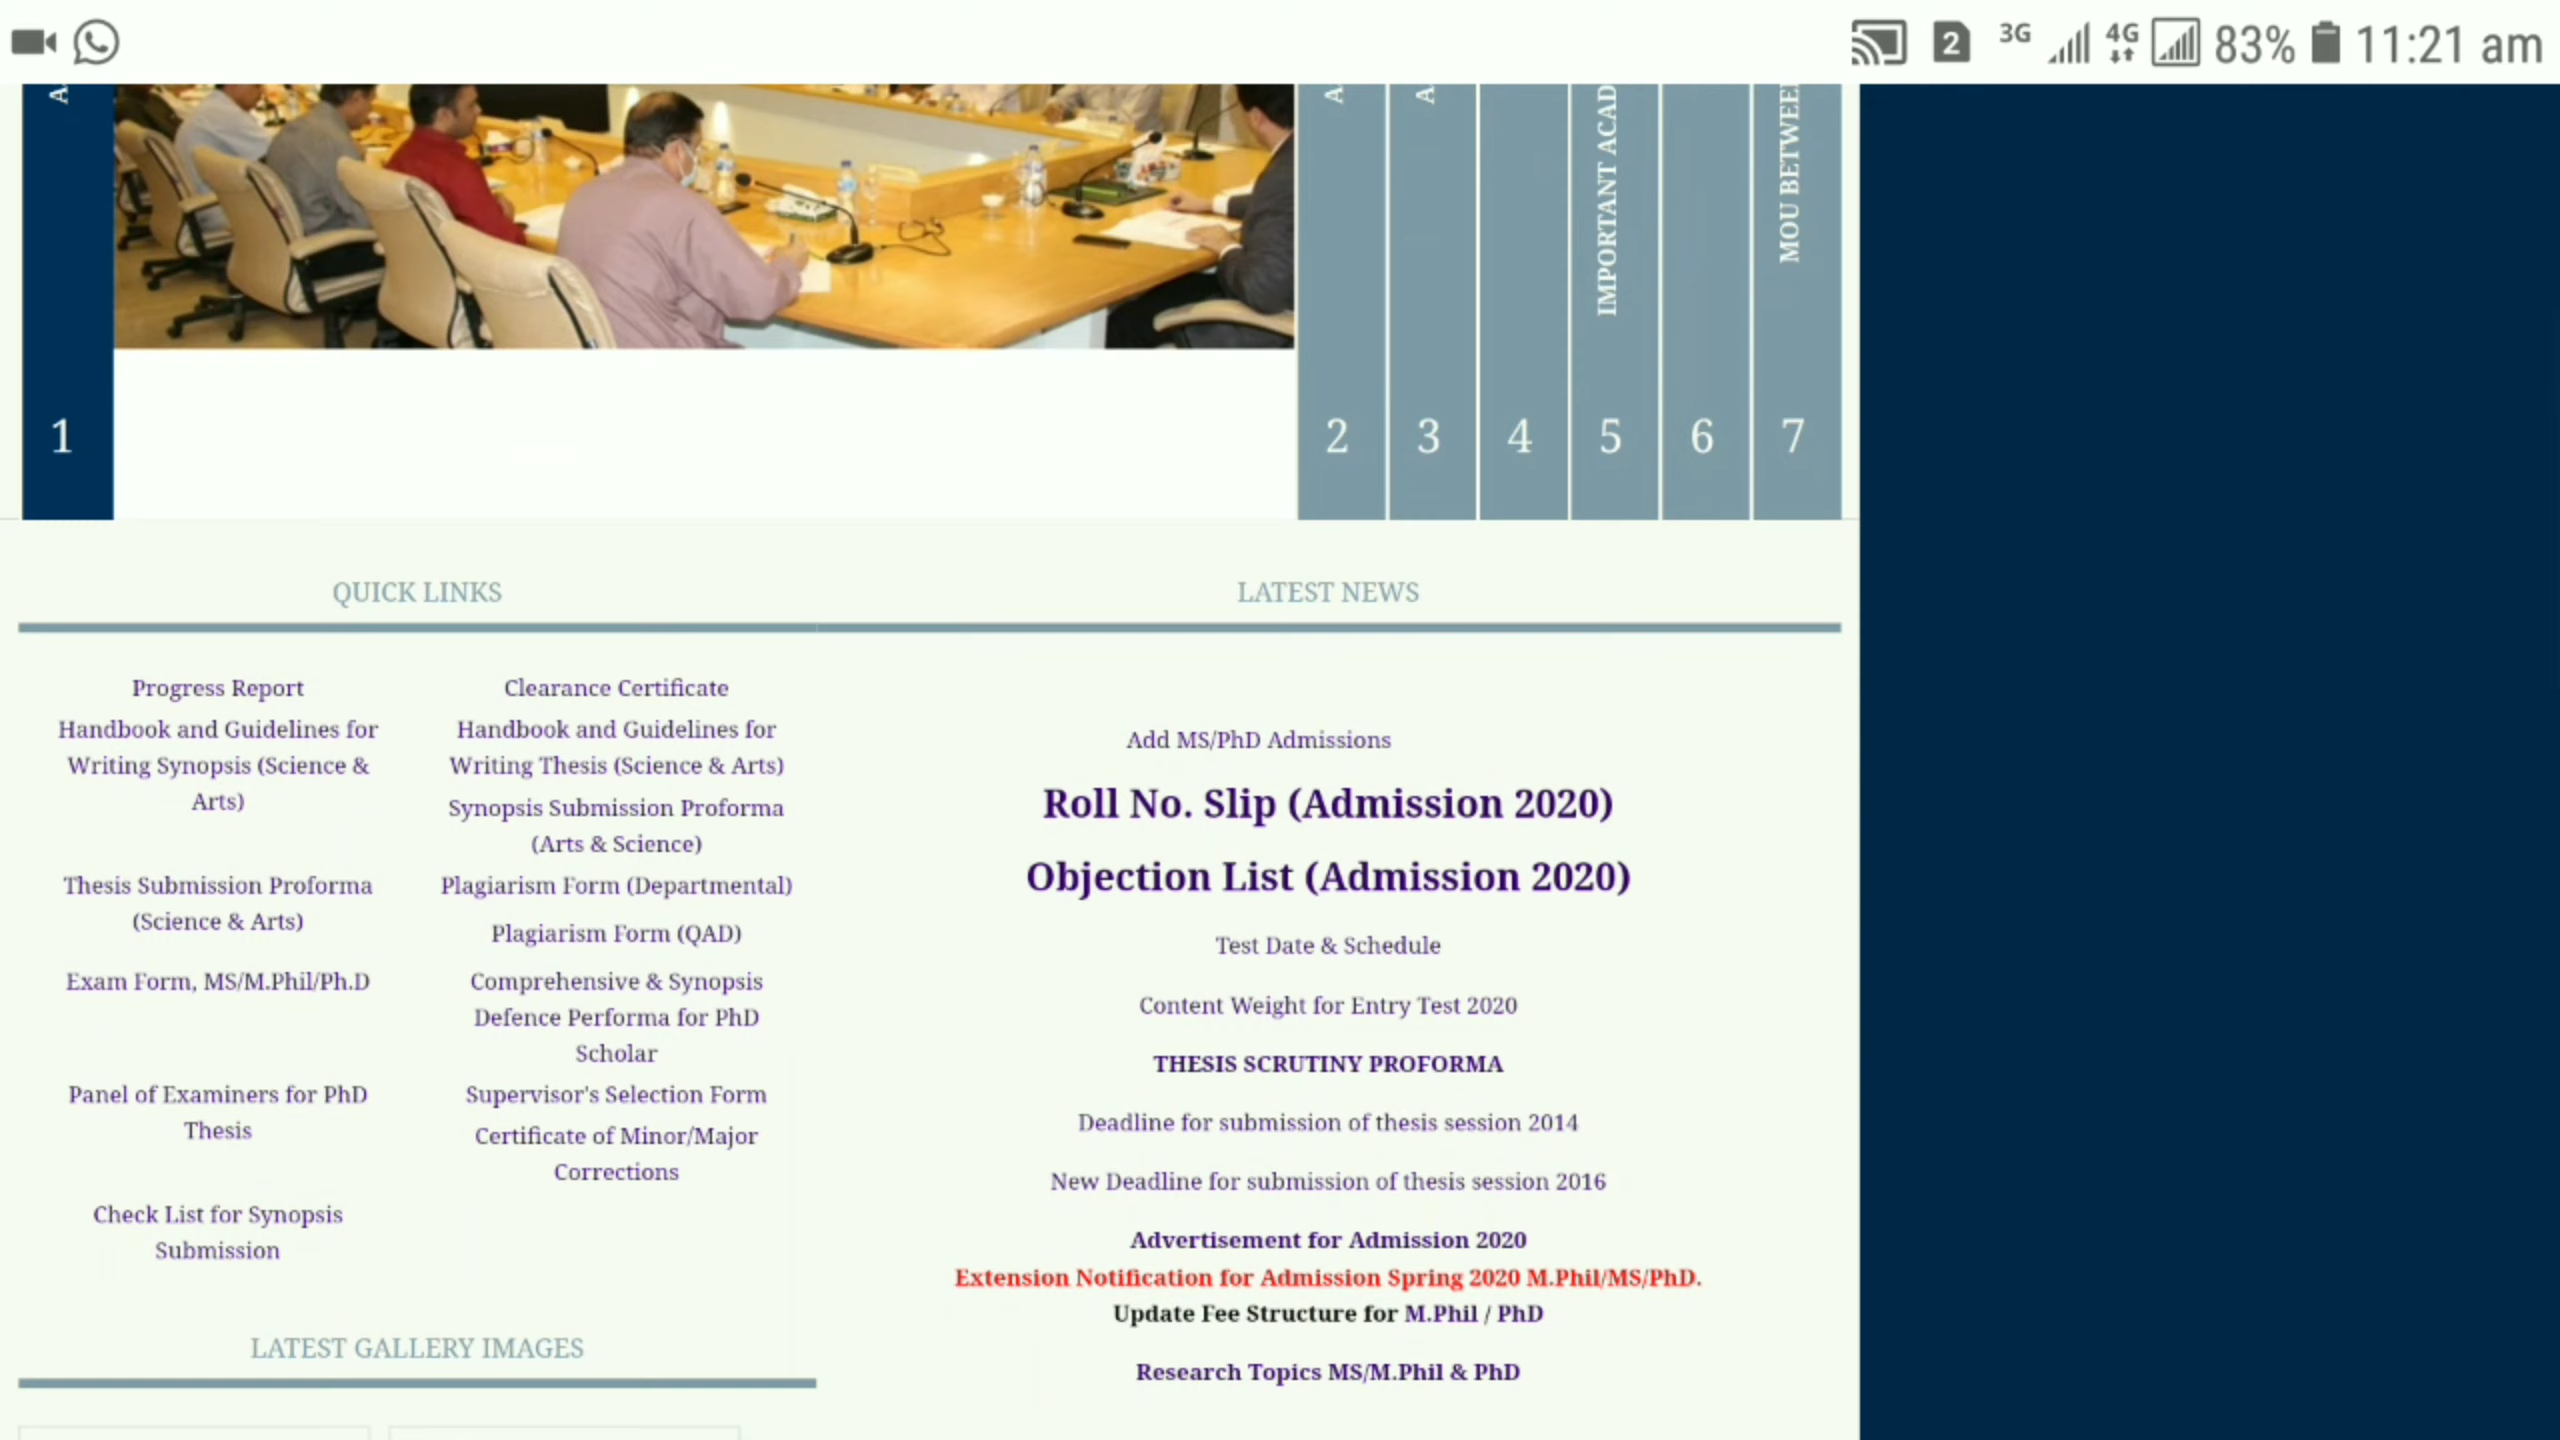 2 3G 4G 83% 11:21 am
A
A
A
IMPORTANT ACAD
MOU BETWEE
1
2
3
4
5
6
7
QUICK LINKS
Progress Report
Handbook and Guidelines for
Writing Synopsis (Science &
Arts)
Thesis Submission Proforma
(Science & Arts)
Exam Form, MS/M.Phil/Ph.D
Panel of Examiners for PhD
Thesis
Check List for Synopsis
Submission
Clearance Certificate
Handbook and Guidelines for
Writing Thesis (Science & Arts)
Synopsis Submission Proforma
(Arts & Science)
Plagiarism Form (Departmental)
Plagiarism Form (QAD)
Comprehensive & Synopsis
Defence Performa for PhD
Scholar
Supervisor's Selection Form
Certificate of Minor/Major
Corrections
LATEST GALLERY IMAGES
LATEST NEWS
Add MS/PhD Admissions
Roll No. Slip (Admission 2020)
Objection List (Admission 2020)
Test Date & Schedule
Content Weight for Entry Test 2020
THESIS SCRUTINY PROFORMA
Deadline for submission of thesis session 2014
New Deadline for submission of thesis session 2016
Advertisement for Admission 2020
Extension Notification for Admission Spring 2020 M.Phil/MS/PhD.
Update Fee Structure for M.Phil / PhD
Research Topics MS/M.Phil & PhD